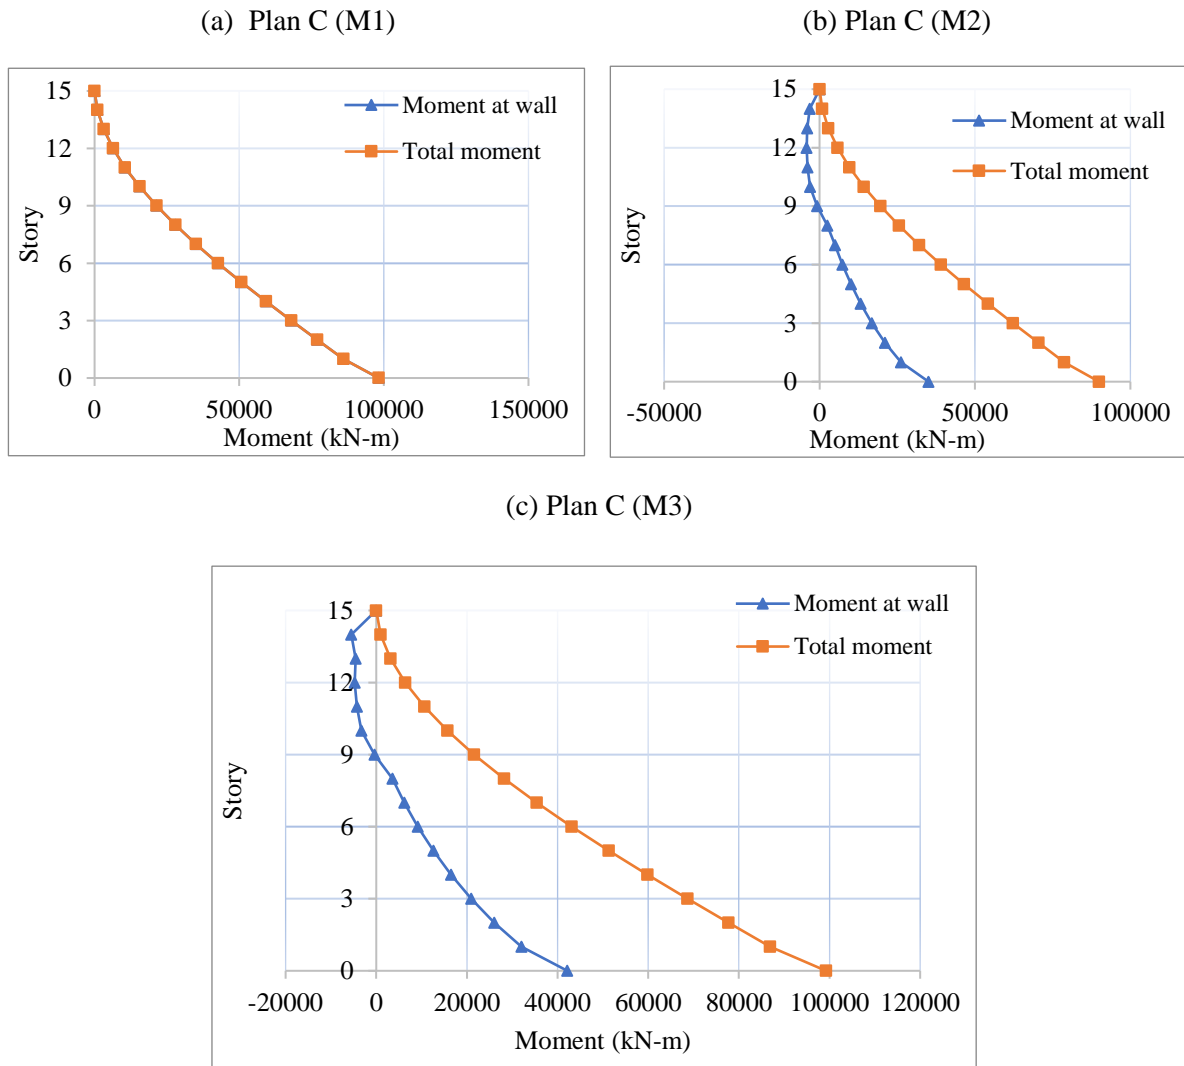 (a) Plan C (M1)
(b) Plan C (M2)
15
12
9
6
3
0
Story
Moment at wall
Total moment
0
50000
100000
150000
Moment (kN-m)
15
12
9
6
3
0
Story
Moment at wall
Total moment
-50000
0
50000
100000
Moment (kN-m)
(c) Plan C (M3)
15
12
9
6
3
0
Story
Moment at wall
Total moment
-20000
0
20000
40000
60000
80000
100000
120000
Moment (kN-m)